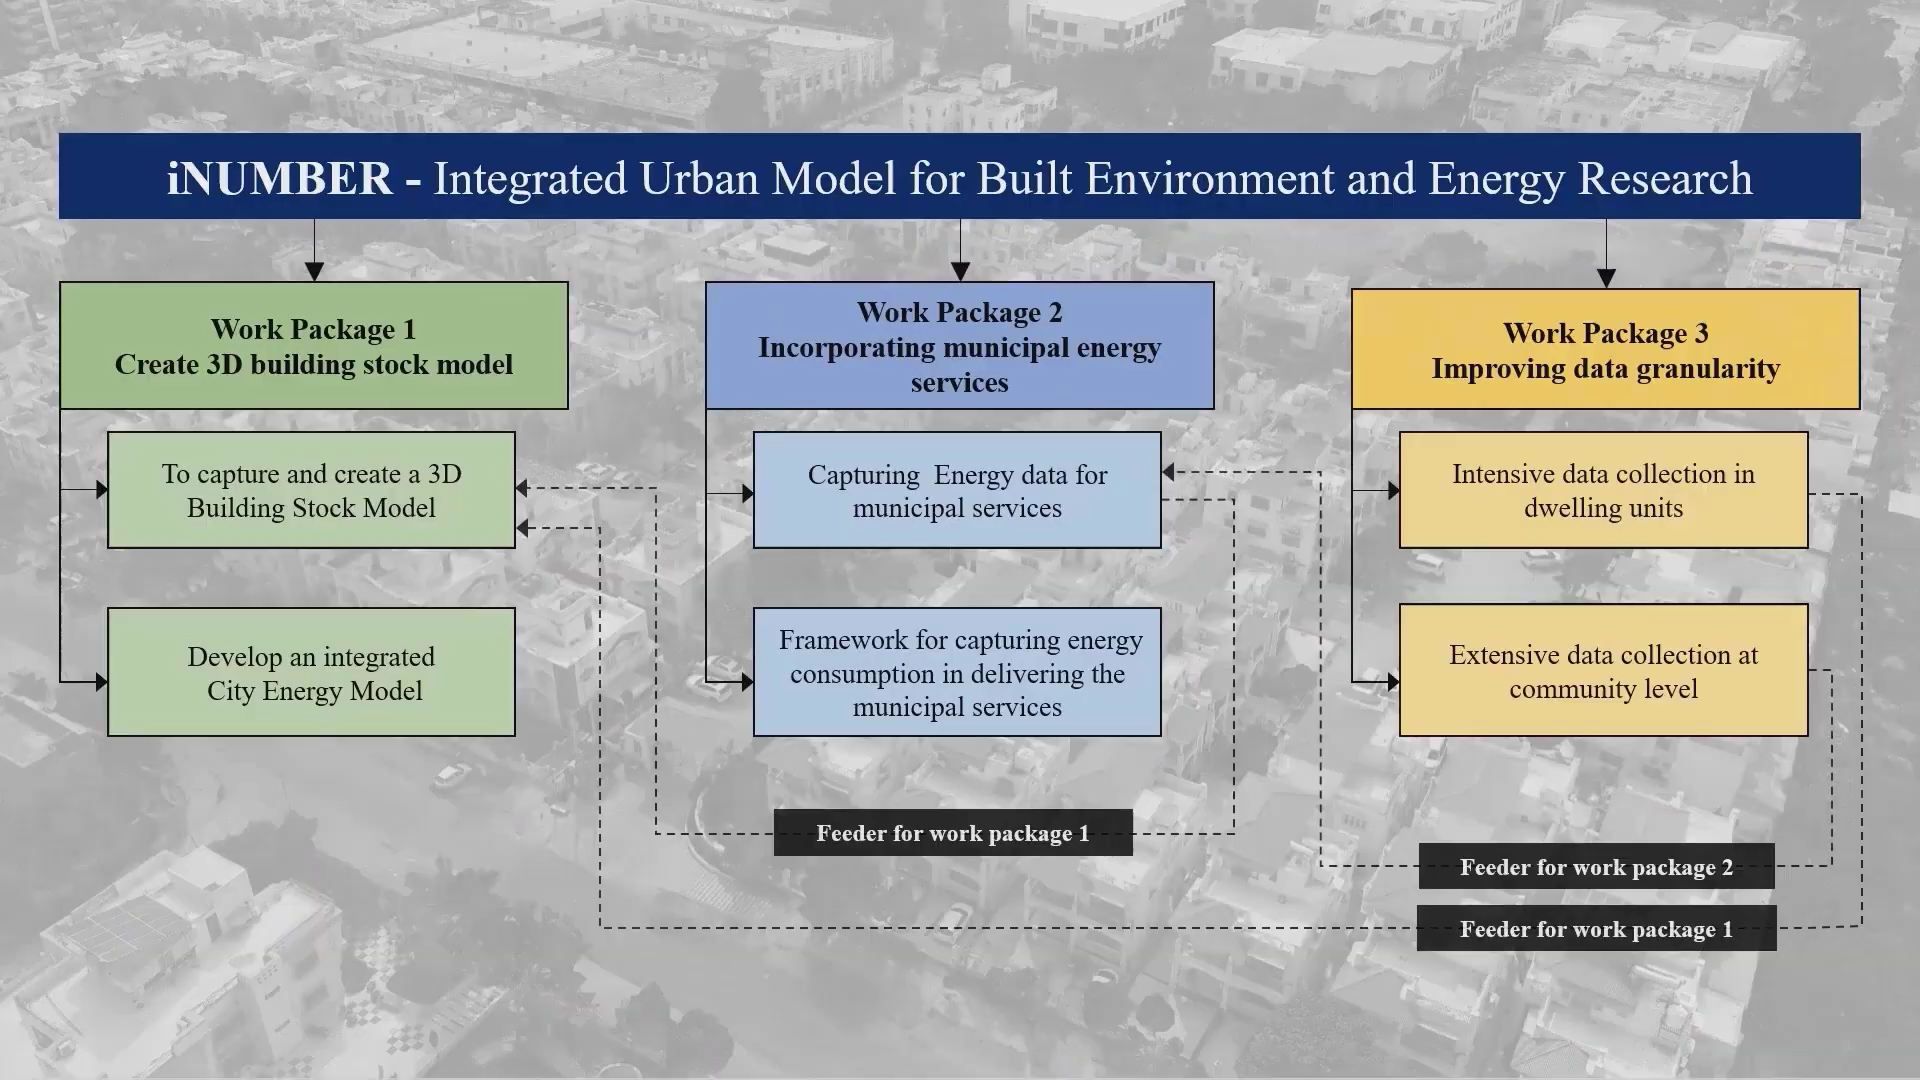 iNUMBER - Integrated Urban Model for Built Environment and Energy Research
Work Package 1
Create 3D building stock model
To capture and create a 3D
Building Stock Model
Develop an integrated
City Energy Model
Work Package 2
Incorporating municipal energy
services
Capturing Energy data for
municipal services
Framework for capturing energy
consumption in delivering the
municipal services
Feeder for work package 1
Work Package 3
Improving data granularity
Intensive data collection in
dwelling units
Extensive data collection at
community level
Feeder for work package 2
Feeder for work package 1